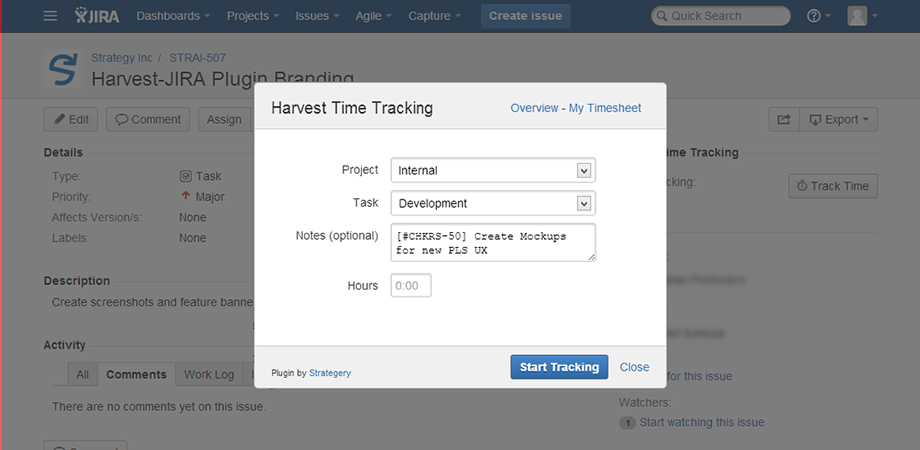 JIRA Dashboards Projects Issues Agile Capture Create issue Quick Search
Strategy Inc / STRAI-507
Harvest-JIRA Plugin Branding
Edit Comment Assign Export
Harvest Time Tracking Overview - My Timesheet
Details
Type: Task
Priority: Major
Affects Version/s: None
Labels: None
Project Internal
Task Development
Notes (optional) [#CHKRS-50] Create Mockups
for new PLS UX
Hours 0:00
Tracking
Track Time
Description
Create screenshots and feature
Activity
All Comments Work Log
There are no comments yet on this issue.
Plugin by Strategery Start Tracking Close
for this issue
Watchers:
1 Start watching this issue